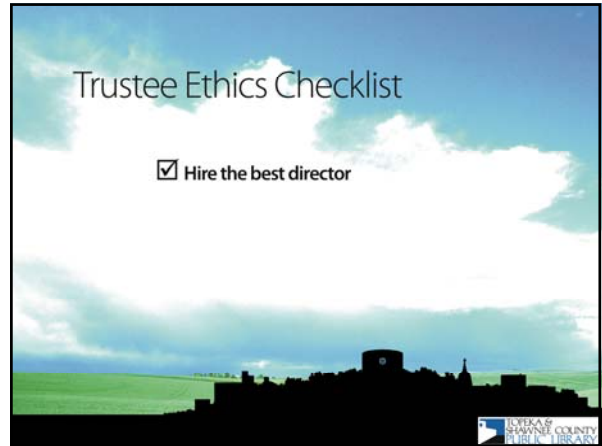 Trustee Ethics Checklist
☑ Hire the best director
TOPEKA &
SHAWNEE COUNTY
PUBLIC LIBRARY